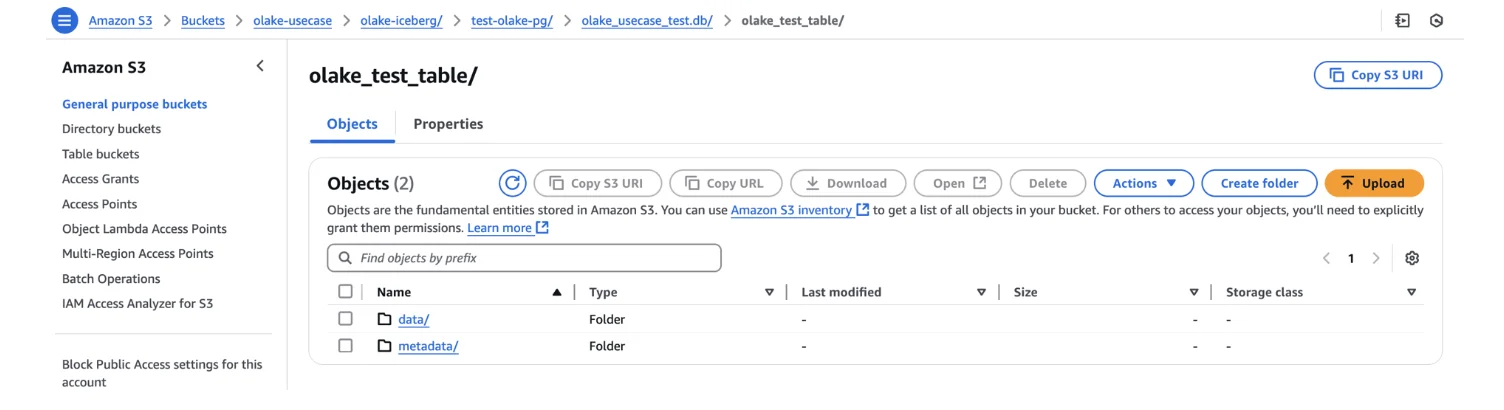 Amazon S3 > Buckets > olake-usecase > olake-iceberg/ > test-olake-pg/ > olake_usecase_test.db/ > olake_test_table/
Amazon S3
General purpose buckets
Directory buckets
Table buckets
Access Grants
Access Points
Object Lambda Access Points
Multi-Region Access Points
Batch Operations
IAM Access Analyzer for S3
Block Public Access settings for this
account
olake_test_table/
Copy S3 URI
Objects Properties
Objects (2) Copy S3 URI Copy URL Download Open Delete Actions Create folder Upload
Objects are the fundamental entities stored in Amazon S3. You can use Amazon S3 inventory to get a list of all objects in your bucket. For others to access your objects, you'll need to explicitly
grant them permissions. Learn more
Find objects by prefix
1
Name Type Last modified Size Storage class
data/ Folder - - -
metadata/ Folder - - -